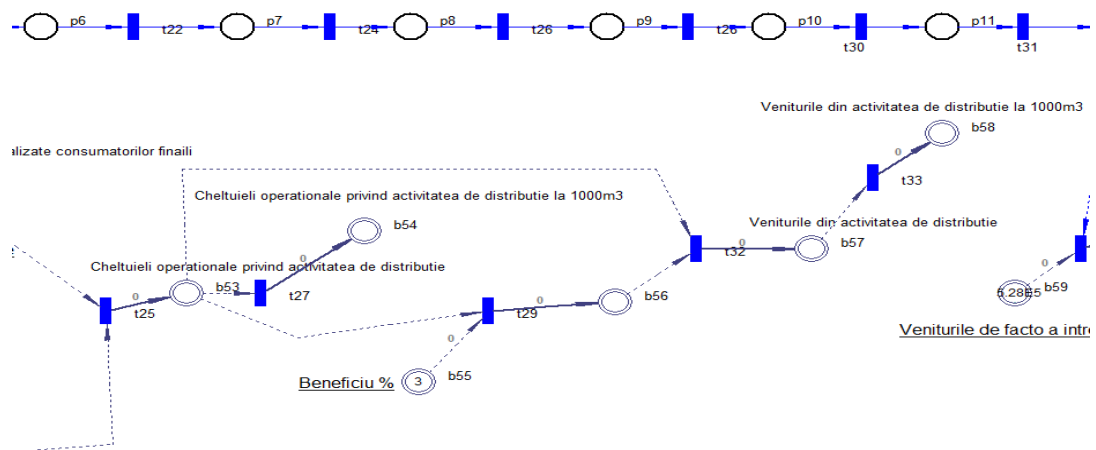 p6 t22 p7 t24 p8 t26 p9 t26 p10 t30 p11 t31
Veniturile din activitatea de distributie la 1000m3
b58
0
alizate consumatorilor finaili
t33
Cheltuieli operationale privind activitatea de distributie la 1000m3
b54
Veniturile din activitatea de distributie
0
t32
b57
Cheltuieli operationale privind activitatea de distributie
0
b53
t27
0
t25
0
t29
b56
0
0
5.28E5
b59
Veniturile de facto a intre
0
Beneficiu %
3
b55